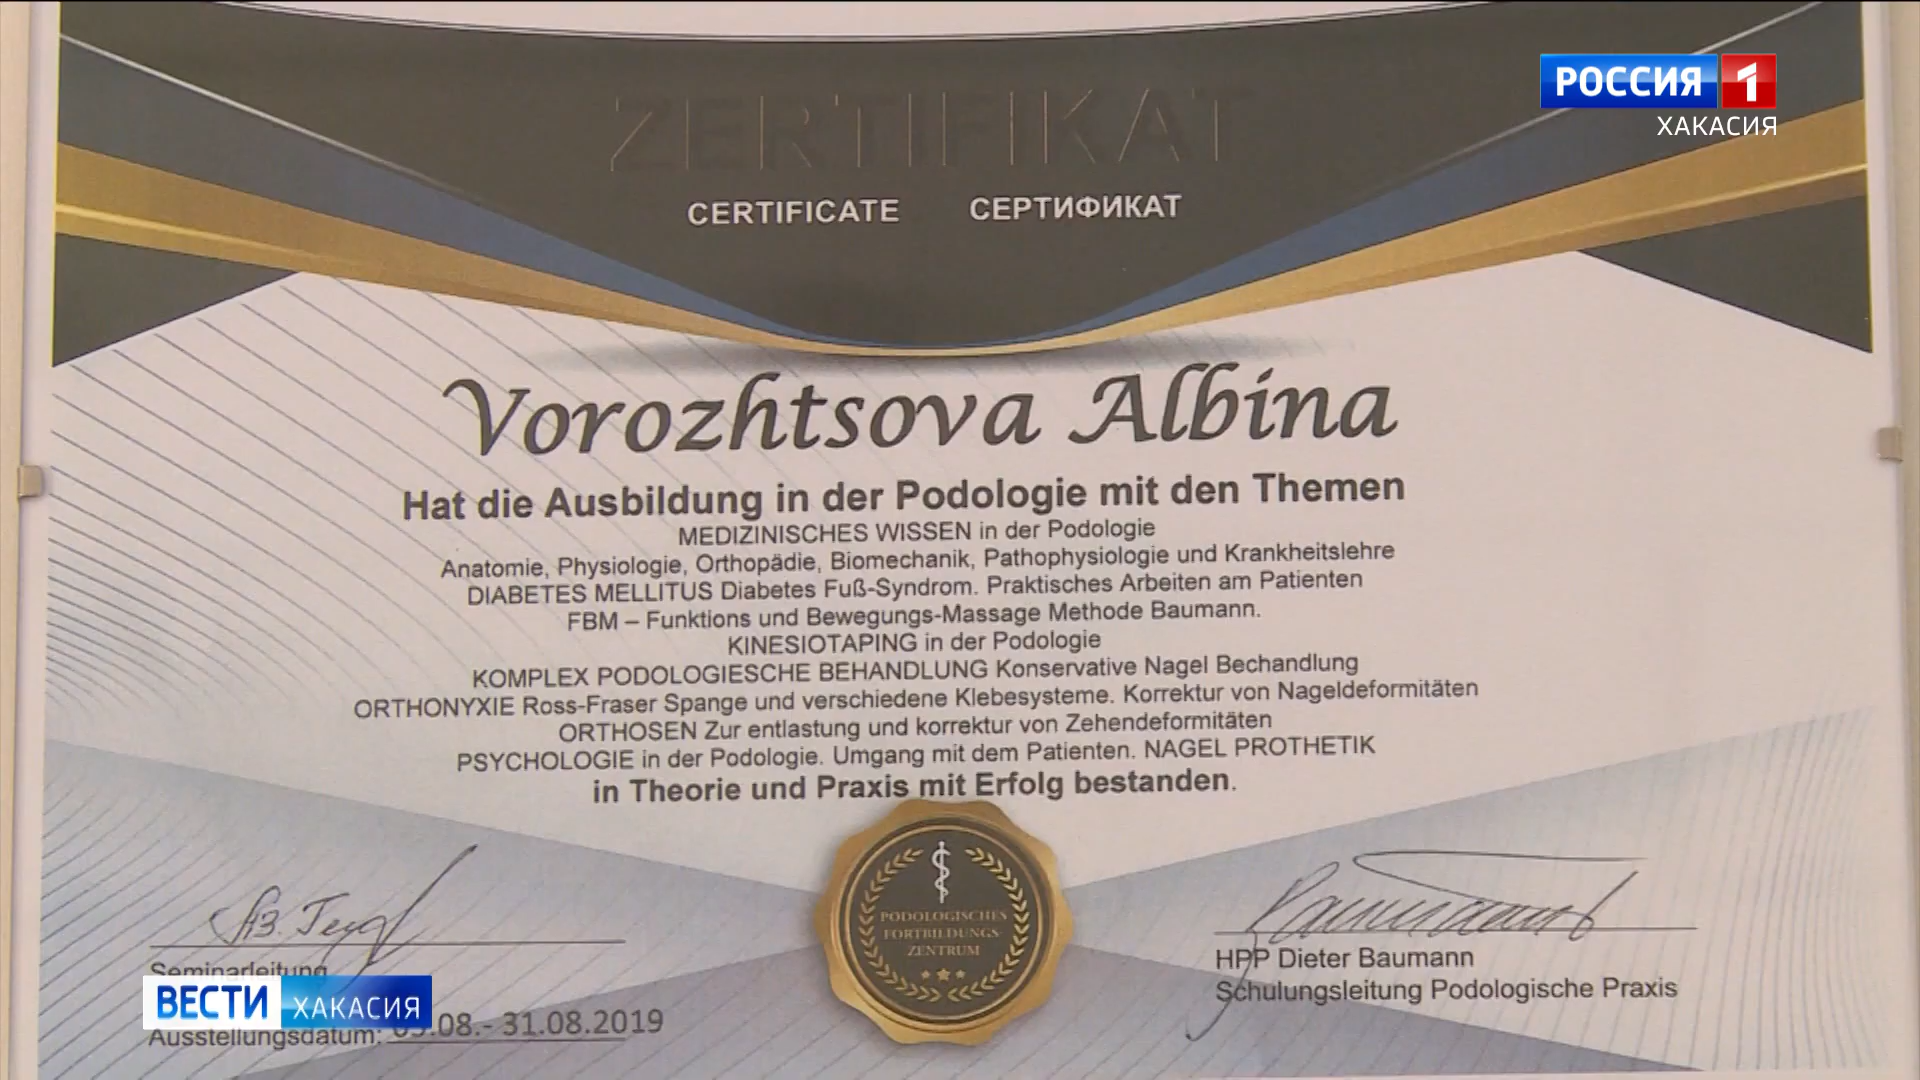 РОССИЯ 1
ХАКАСИЯ
ZERTIFIKAT
CERTIFICATE СЕРТИФИКАТ
Vorozhtsova Albina
Hat die Ausbildung in der Podologie mit den Themen
MEDIZINISCHES WISSEN in der Podologie
Anatomie, Physiologie, Orthopädie, Biomechanik, Pathophysiologie und Krankheitslehre
DIABETES MELLITUS Diabetes Fuß-Syndrom. Praktisches Arbeiten am Patienten
FBM – Funktions und Bewegungs-Massage Methode Baumann.
KINESIOTAPING in der Podologie
KOMPLEX PODOLOGIESCHE BEHANDLUNG Konservative Nagel Bechandlung
ORTHONYXIE Ross-Fraser Spange und verschiedene Klebesysteme. Korrektur von Nageldeformitäten
ORTHOSEN Zur entlastung und korrektur von Zehendeformitäten
PSYCHOLOGIE in der Podologie. Umgang mit dem Patienten. NAGEL PROTHETIK
in Theorie und Praxis mit Erfolg bestanden.
PODOLOGISCHES
FORTBILDUNGS-
ZENTRUM
Seminarleitung
HPP Dieter Baumann
Schulungsleitung Podologische Praxis
ВЕСТИ ХАКАСИЯ
Ausstellungsdatum: .08.- 31.08.2019